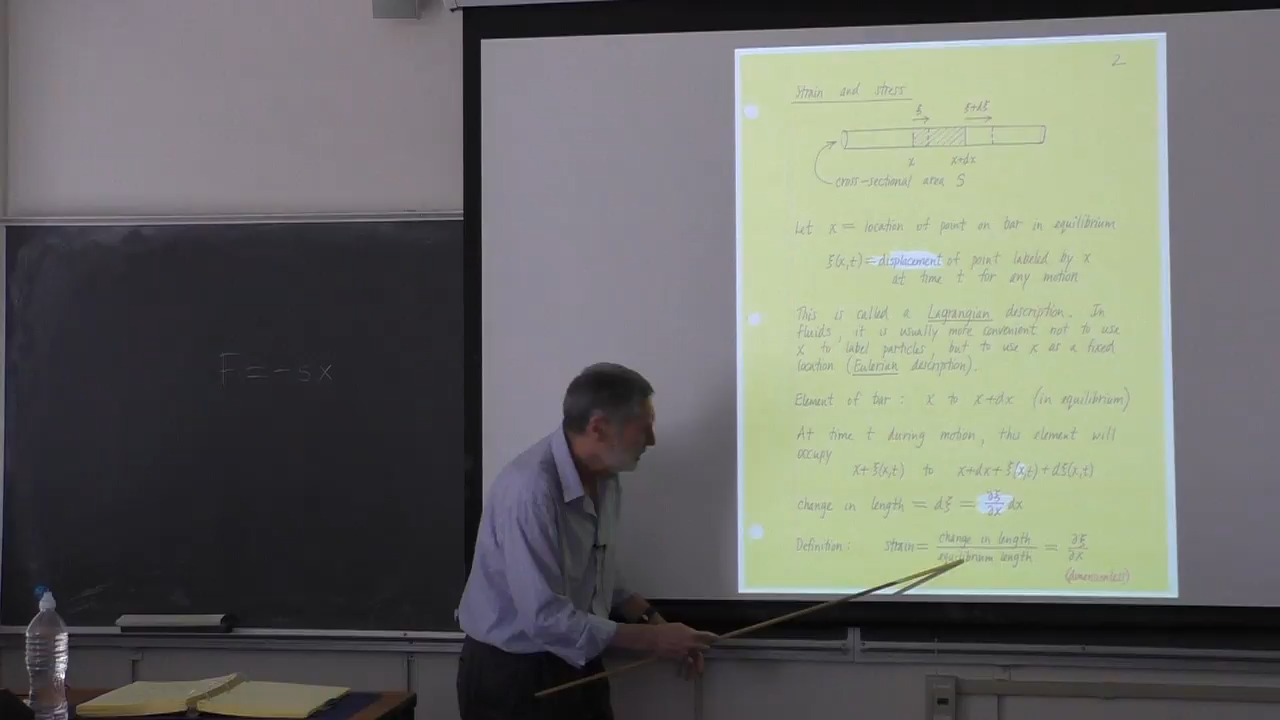 F = -sx
2
Strain and stress
ξ ξ+dξ
x x+dx
cross-sectional area S
Let x = location of point on bar in equilibrium
ξ(x,t) = displacement of point labeled by x
at time t for any motion
This is called a Lagrangian description. In
fluids, it is usually more convenient not to use
x to label particles, but to use x as a fixed
location (Eulerian description).
Element of bar: x to x+dx (in equilibrium)
At time t during motion, this element will
occupy
x+ξ(x,t) to x+dx+ξ(x,t)+dξ(x,t)
change in length = dξ = ∂ξ/∂x dx
Definition: strain = change in length/equilibrium length = ∂ξ/∂x
(dimensionless)